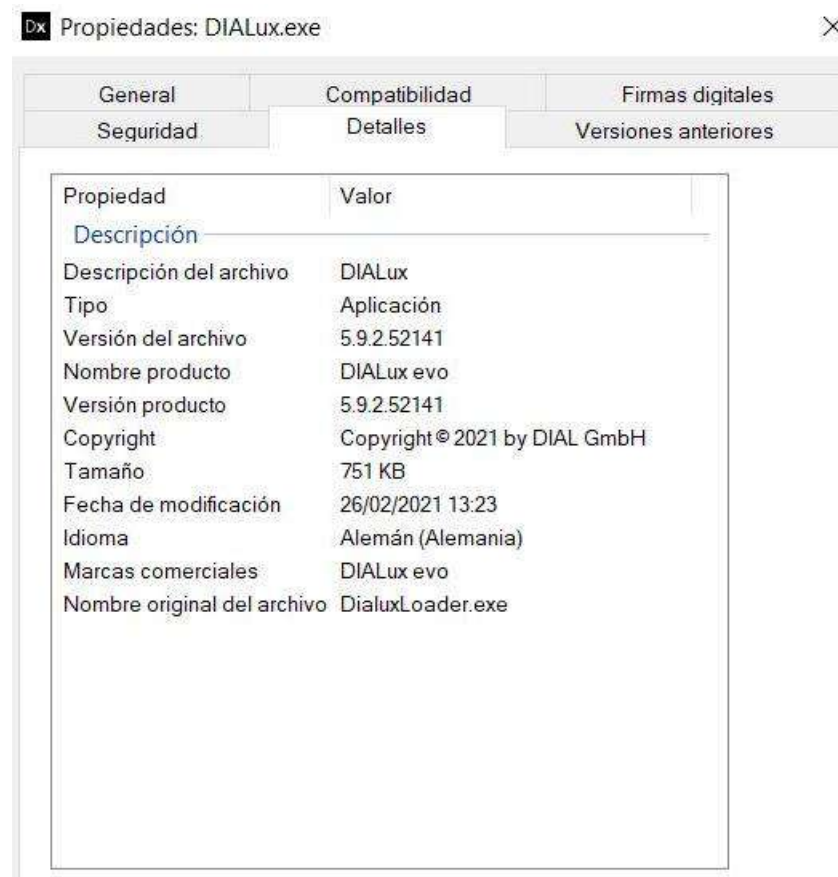 Dx Propiedades: DIALux.exe
General Compatibilidad Firmas digitales
Seguridad Detalles Versiones anteriores
Propiedad Valor
Descripción
Descripción del archivo DIALux
Tipo Aplicación
Versión del archivo 5.9.2.52141
Nombre producto DIALux evo
Versión producto 5.9.2.52141
Copyright Copyright © 2021 by DIAL GmbH
Tamaño 751 KB
Fecha de modificación 26/02/2021 13:23
Idioma Alemán (Alemania)
Marcas comerciales DIALux evo
Nombre original del archivo DialuxLoader.exe